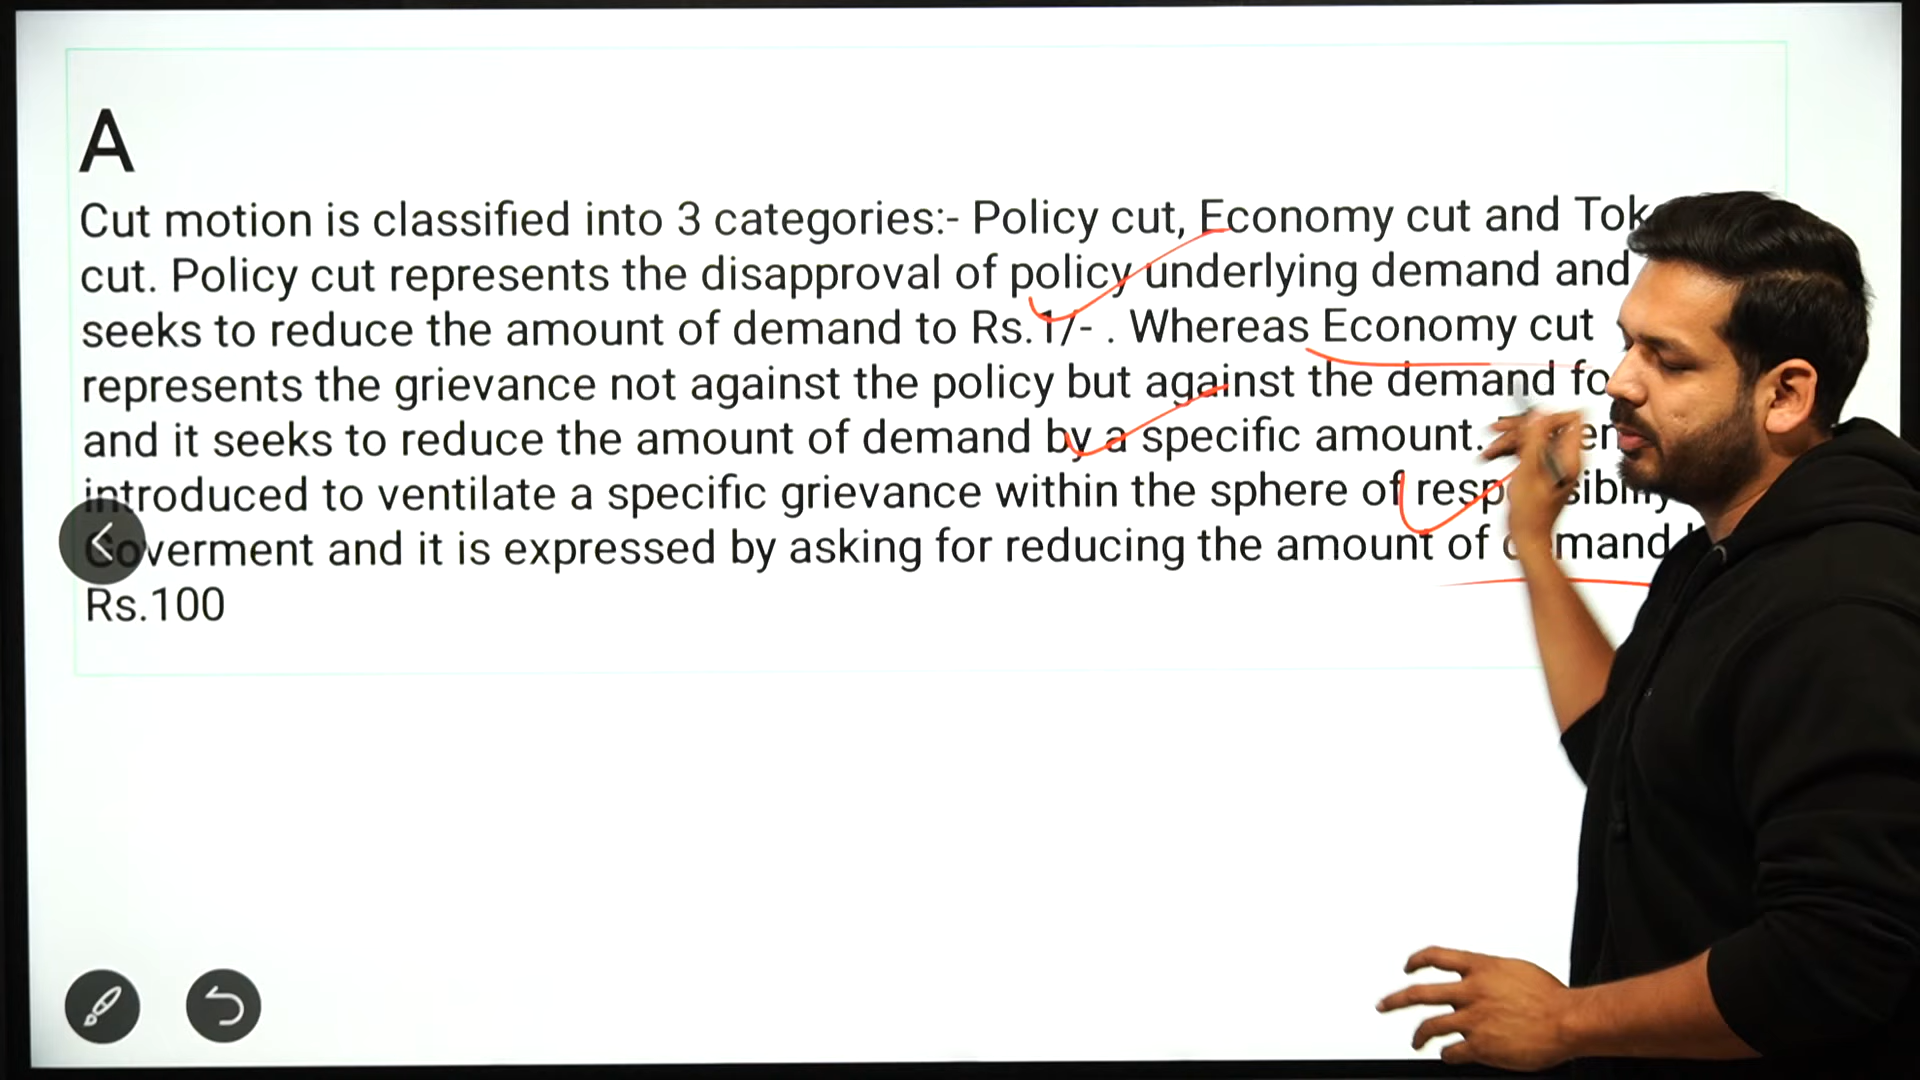 A
Cut motion is classified into 3 categories:- Policy cut, Economy cut and
cut. Policy cut represents the disapproval of policy underlying demand and
seeks to reduce the amount of demand to Rs.1/- . Whereas Economy cut
represents the grievance not against the policy but against the demand
and it seeks to reduce the amount of demand by a specific amount.
introduced to ventilate a specific grievance within the sphere of
Goverment and it is expressed by asking for reducing the amount of demand
Rs.100